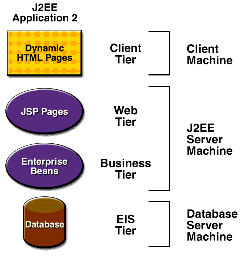 J2EE
Application 2
Dynamic
HTML Pages
Client
Tier
Client
Machine
JSP Pages
Web
Tier
J2EE
Server
Machine
Enterprise
Beans
Business
Tier
Database
EIS
Tier
Database
Server
Machine